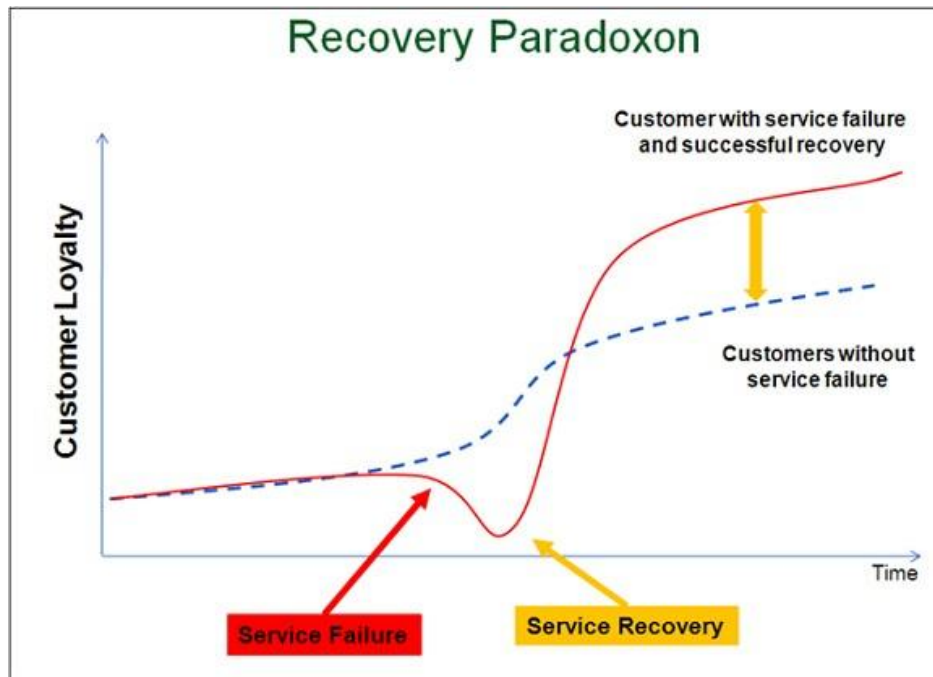 Recovery Paradoxon
Customer with service failure
and successful recovery
Customer Loyalty
Customers without
service failure
Time
Service Failure
Service Recovery